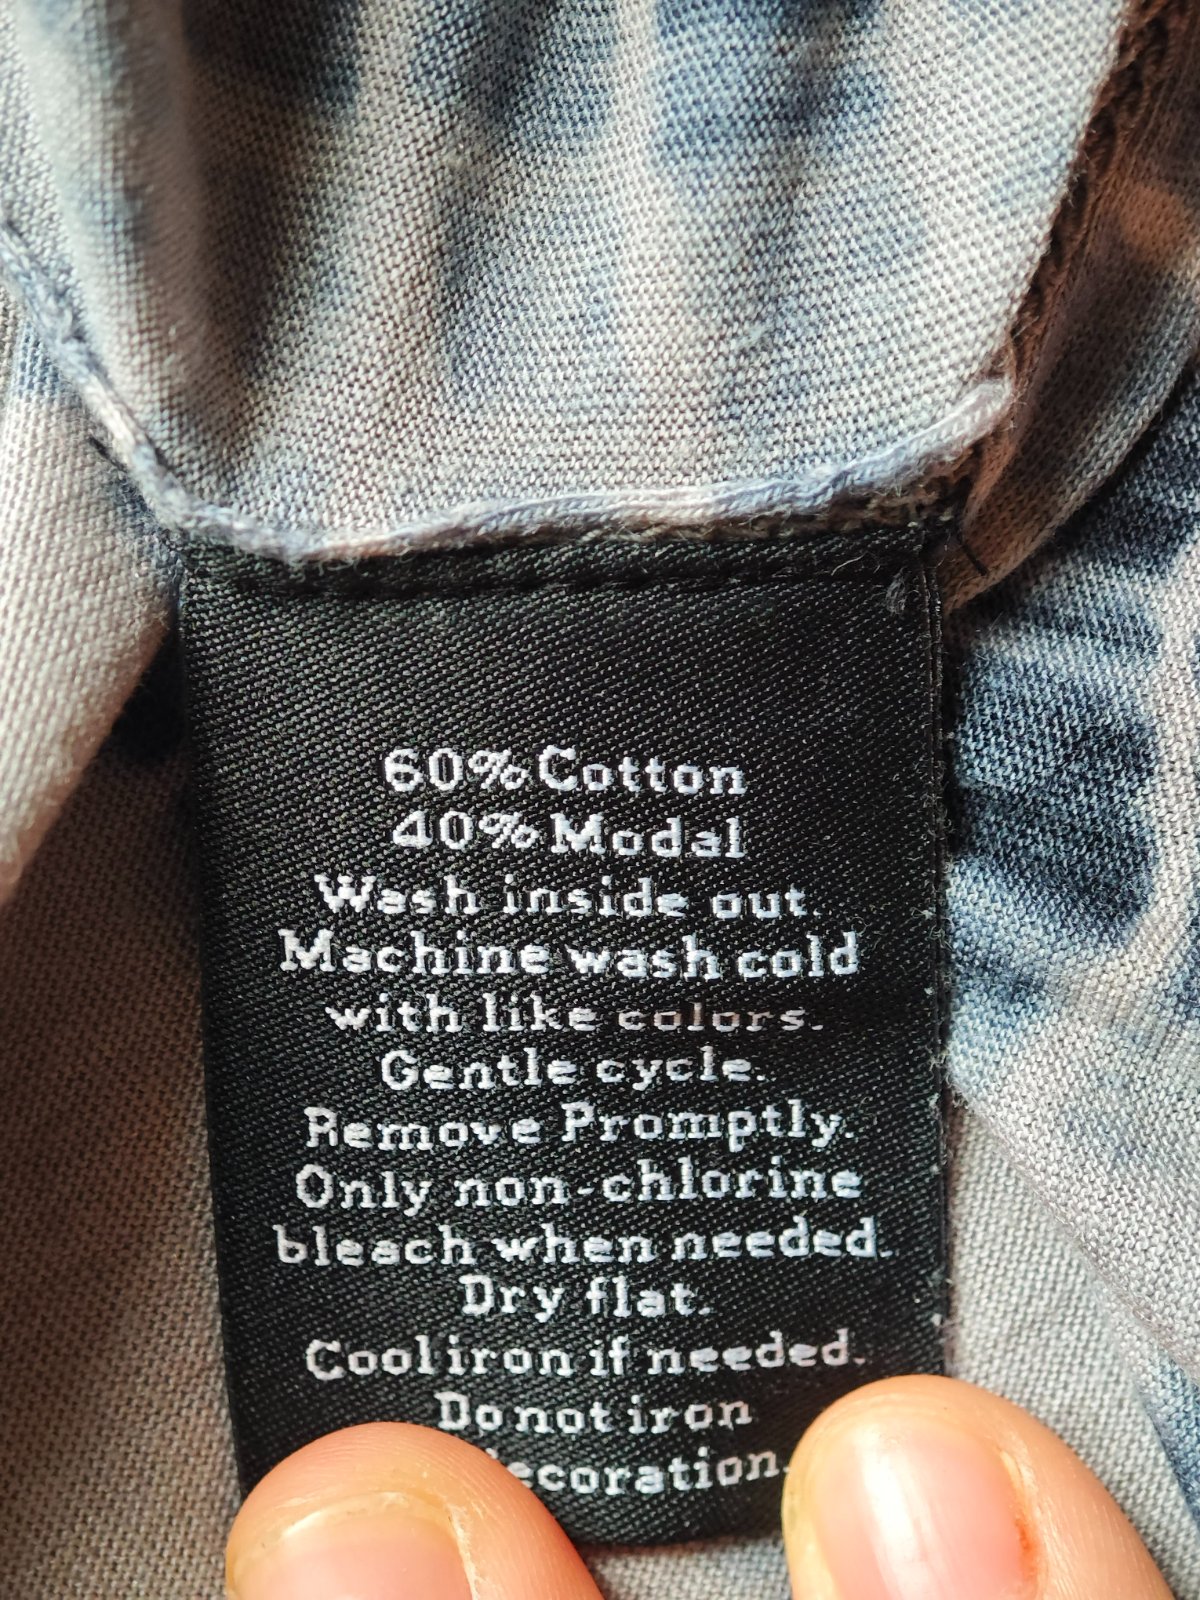 60% Cotton
40% Modal
Wash inside out.
Machine wash cold
with like colors.
Gentle cycle.
Remove Promptly.
Only non-chlorine
bleach when needed.
Dry flat.
Cool iron if needed.
Do not iron
decoration.